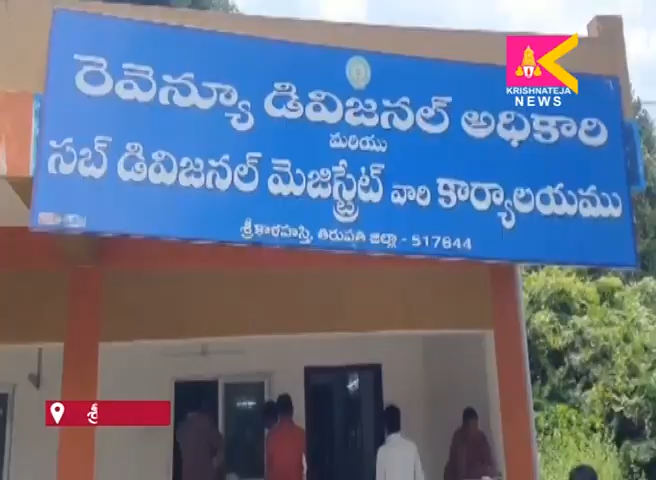 రెవెన్యూ డివిజనల్ అధికారి
మరియు
సబ్ డివిజనల్ మెజిస్ట్రేట్ వారి కార్యాలయము
శ్రీకాళహస్తి, తిరుపతి జిల్లా - 517644
KRISHNATEJA
NEWS
శ్రీ